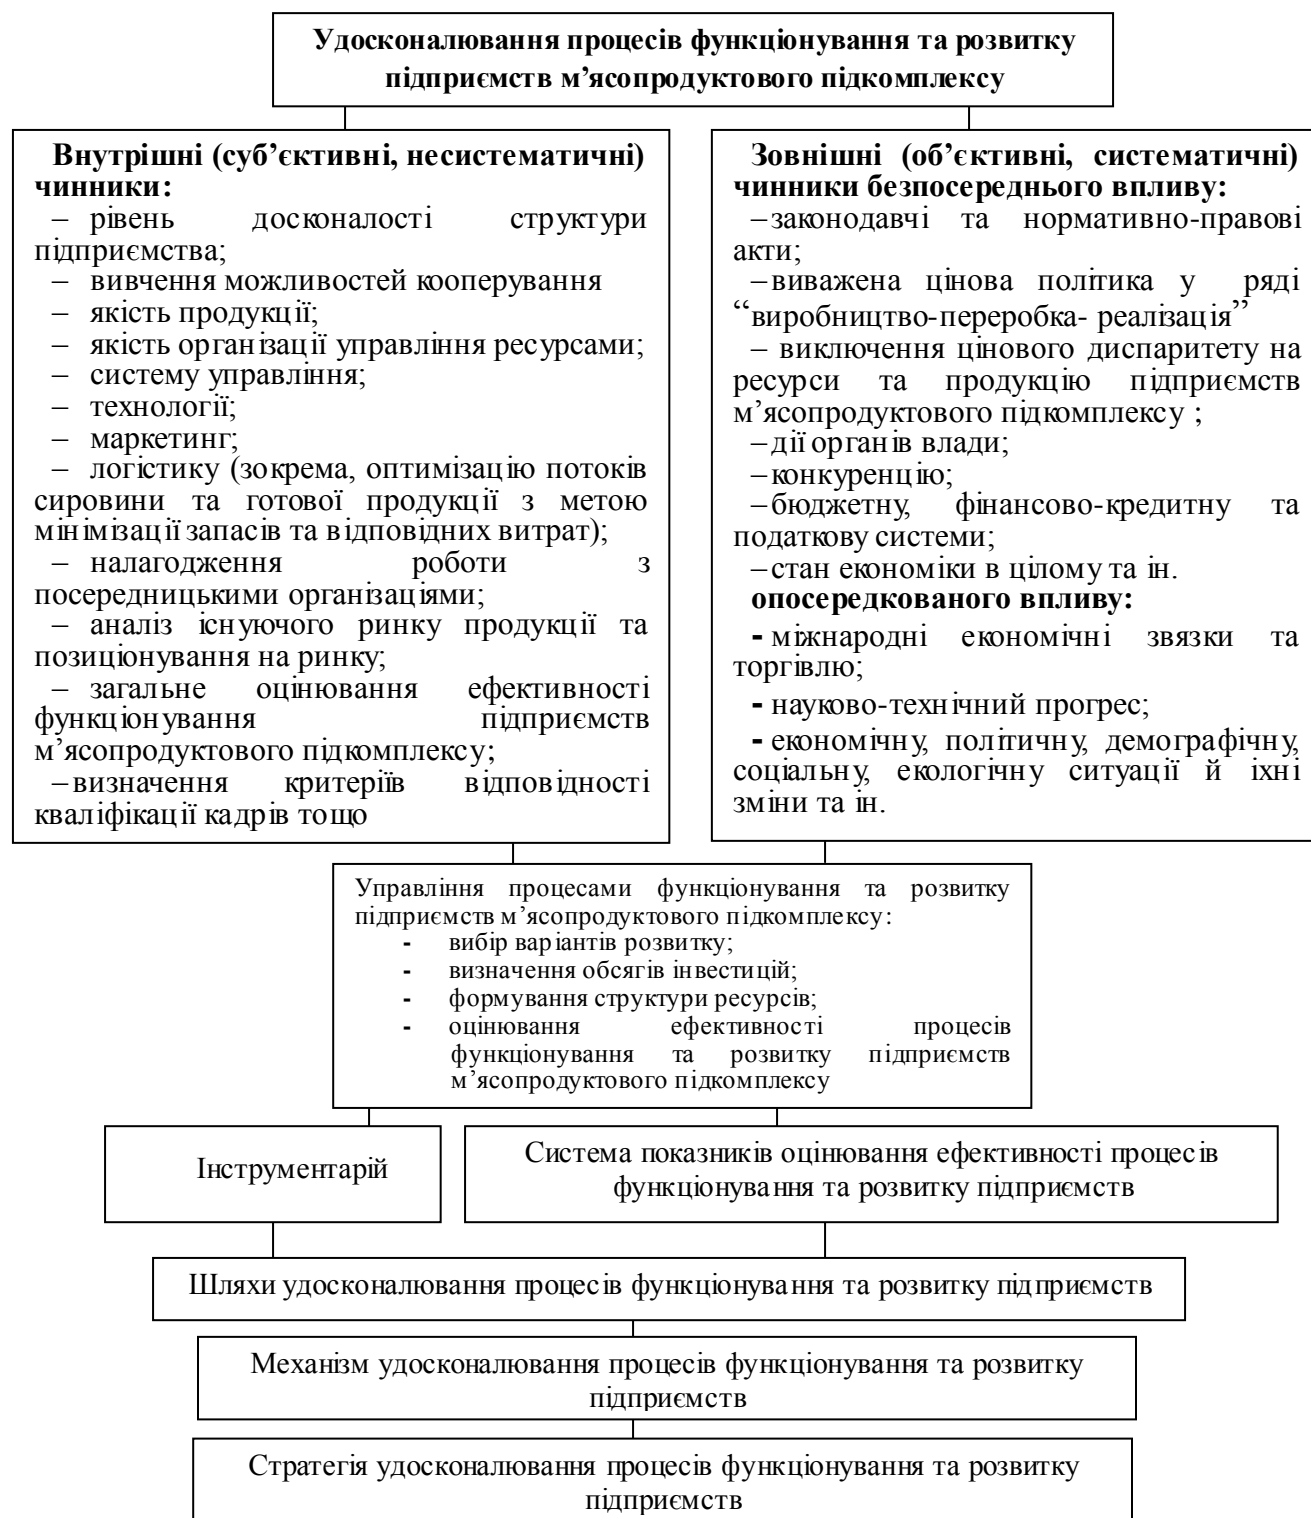 Удосконалювання процесів функціонування та розвитку
підприємств м’ясопродуктового підкомплексу
Внутрішні (суб’єктивні, несистематичні)
чинники:
– рівень досконалості структури
підприємства;
– вивчення можливостей кооперування
– якість продукції;
– якість організації управління ресурсами;
– систему управління;
– технології;
– маркетинг;
– логістику (зокрема, оптимізацію потоків
сировини та готової продукції з метою
мінімізації запасів та відповідних витрат);
– налагодження роботи з
посередницькими організаціями;
– аналіз існуючого ринку продукції та
позиціонування на ринку;
– загальне оцінювання ефективності
функціонування підприємств
м’ясопродуктового підкомплексу;
– визначення критеріїв відповідності
кваліфікації кадрів тощо
Зовнішні (об’єктивні, систематичні)
чинники безпосереднього впливу:
– законодавчі та нормативно-правові
акти;
– виважена цінова політика у ряді
“виробництво-переробка- реалізація”
– виключення цінового диспаритету на
ресурси та продукцію підприємств
м’ясопродуктового підкомплексу ;
– дії органів влади;
– конкуренцію;
– бюджетну, фінансово-кредитну та
податкову системи;
– стан економіки в цілому та ін.
опосередкованого впливу:
- міжнародні економічні звязки та
торгівлю;
- науково-технічний прогрес;
- економічну, політичну, демографічну,
соціальну, екологічну ситуації й їхні
зміни та ін.
Управління процесами функціонування та розвитку
підприємств м’ясопродуктового підкомплексу:
- вибір варіантів розвитку;
- визначення обсягів інвестицій;
- формування структури ресурсів;
- оцінювання ефективності процесів
функціонування та розвитку підприємств
м’ясопродуктового підкомплексу
Інструментарій
Система показників оцінювання ефективності процесів
функціонування та розвитку підприємств
Шляхи удосконалювання процесів функціонування та розвитку підприємств
Механізм удосконалювання процесів функціонування та розвитку
підприємств
Стратегія удосконалювання процесів функціонування та розвитку
підприємств